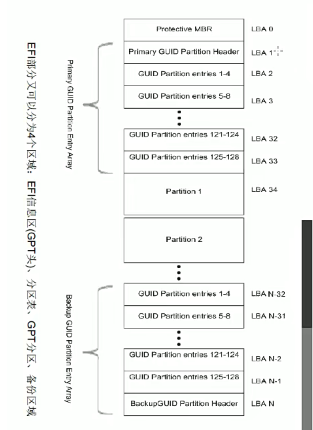 Protective MBR LBA 0
Primary GUID Partition Header LBA 1
GUID Partition entries 1-4 LBA 2
GUID Partition entries 5-8 LBA 3
GUID Partition entries 121-124 LBA 32
GUID Partition entries 125-128 LBA 33
Partition 1 LBA 34
Partition 2
GUID Partition entries 1-4 LBA N-32
GUID Partition entries 5-8 LBA N-31
GUID Partition entries 121-124 LBA N-2
GUID Partition entries 125-128 LBA N-1
BackupGUID Partition Header LBA N
Primary GUID Partition Entry Array
Backup GUID Partition Entry Array
EFI部分又可以分为4个区域：EFI信息区(GPT头)、分区表、GPT分区、备份区域